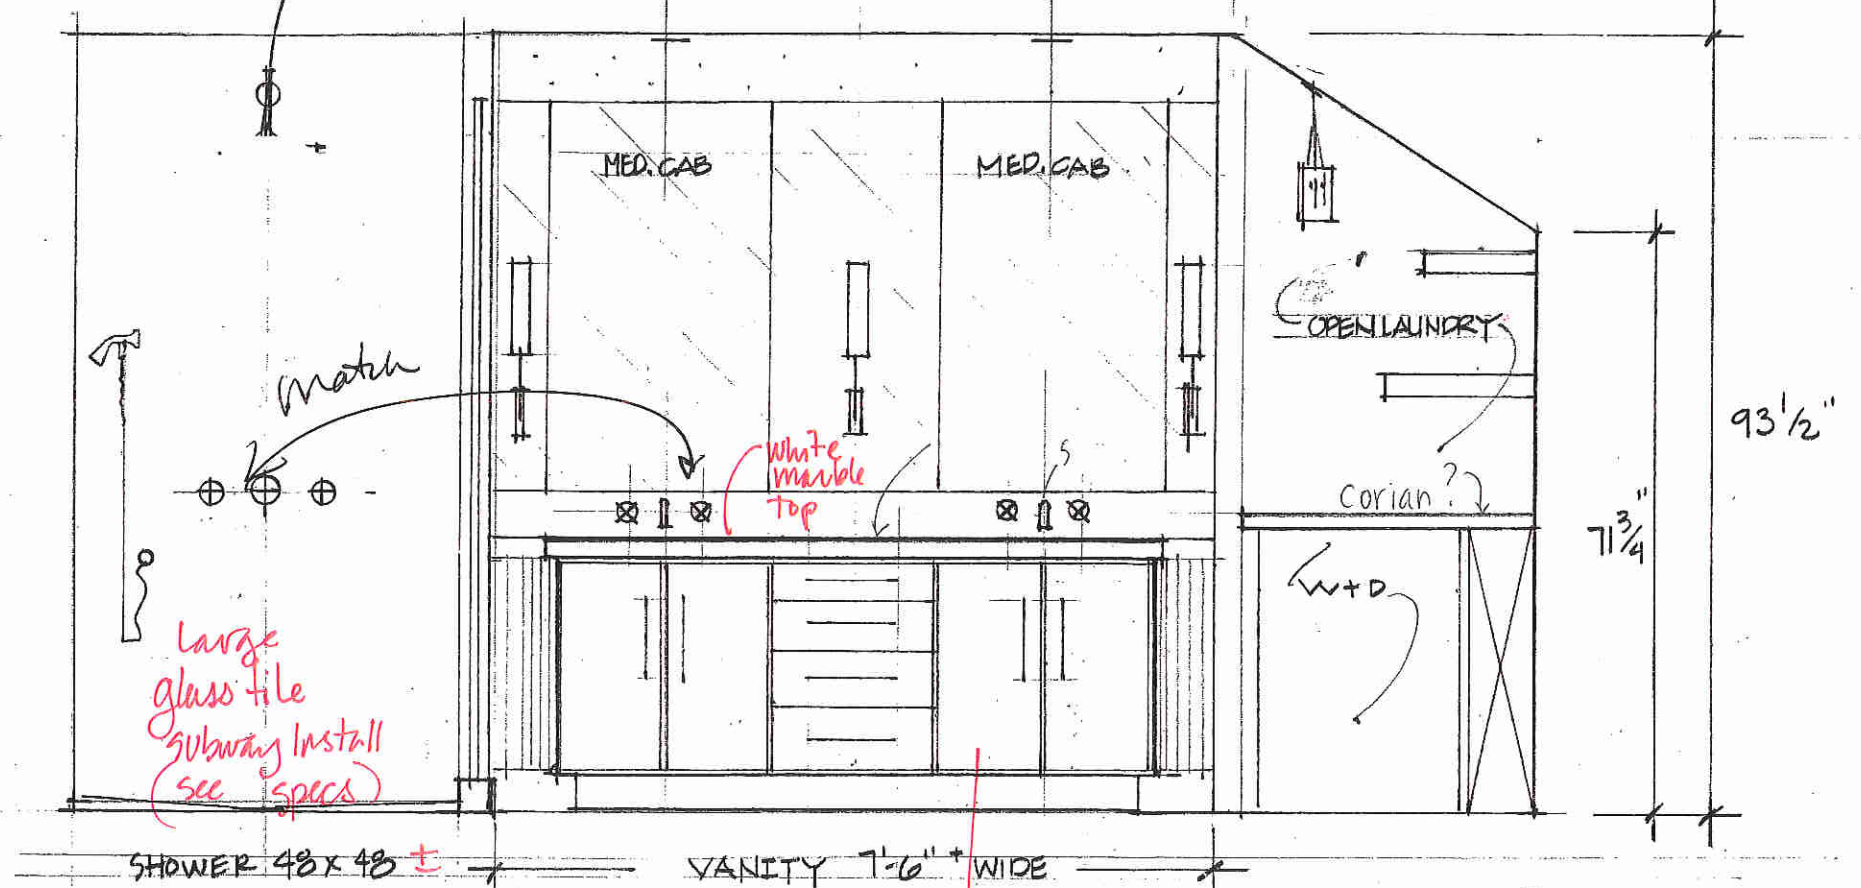 MED. CAB
MED. CAB
OPEN LAUNDRY
match
93 1/2"
white
marble
top
Corian?
71 3/4"
W+D
Large
glass tile
subway install
(see specs)
SHOWER 48 x 48 ±
VANITY 7'-6" + WIDE